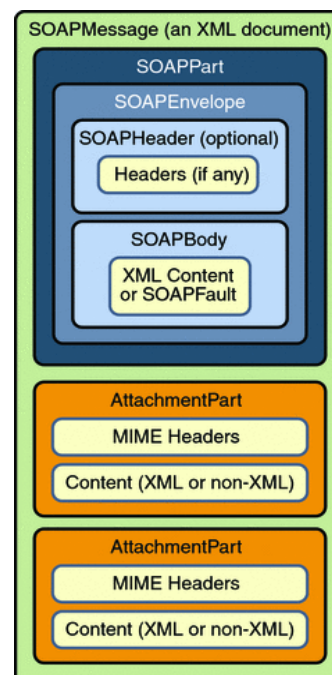 SOAPMessage (an XML document)
SOAPPart
SOAPEnvelope
SOAPHeader (optional)
Headers (if any)
SOAPBody
XML Content
or SOAPFault
AttachmentPart
MIME Headers
Content (XML or non-XML)
AttachmentPart
MIME Headers
Content (XML or non-XML)